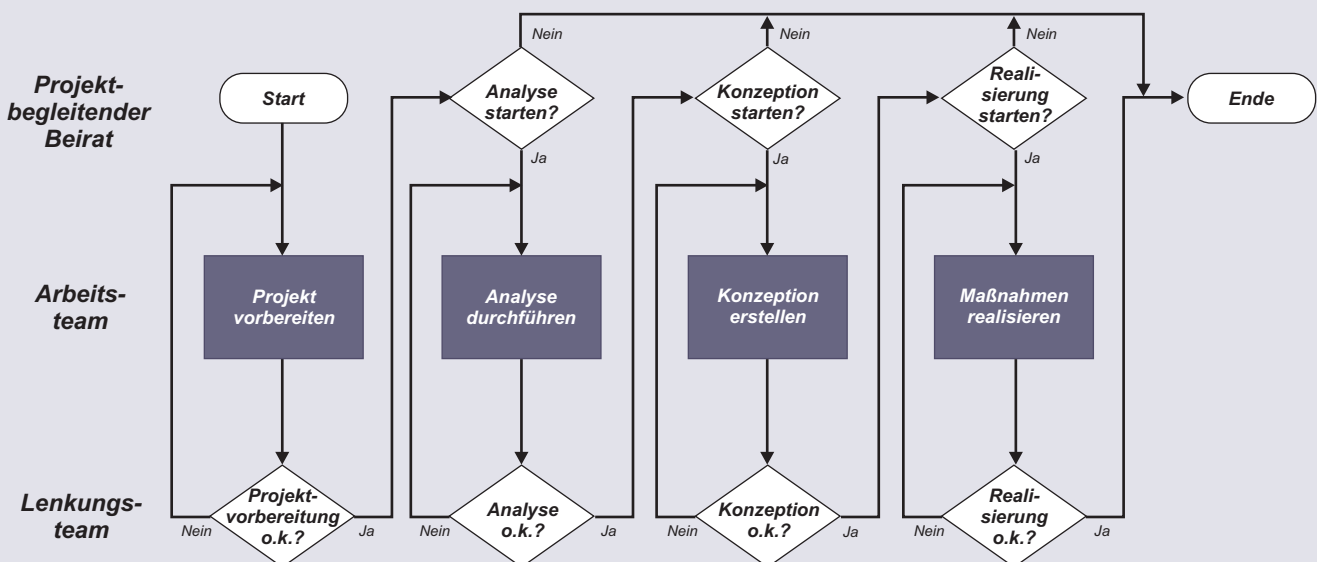 Nein
Nein
Nein
Projekt-
begleitender
Beirat
Start
Analyse
starten?
Konzeption
starten?
Reali-
sierung
starten?
Ende
Ja
Ja
Ja
Arbeits-
team
Projekt
vorbereiten
Analyse
durchführen
Konzeption
erstellen
Maßnahmen
realisieren
Lenkungs-
team
Nein
Projekt-
vorbereitung
o.k.?
Ja
Nein
Analyse
o.k.?
Ja
Nein
Konzeption
o.k.?
Ja
Nein
Reali-
sierung
o.k.?
Ja